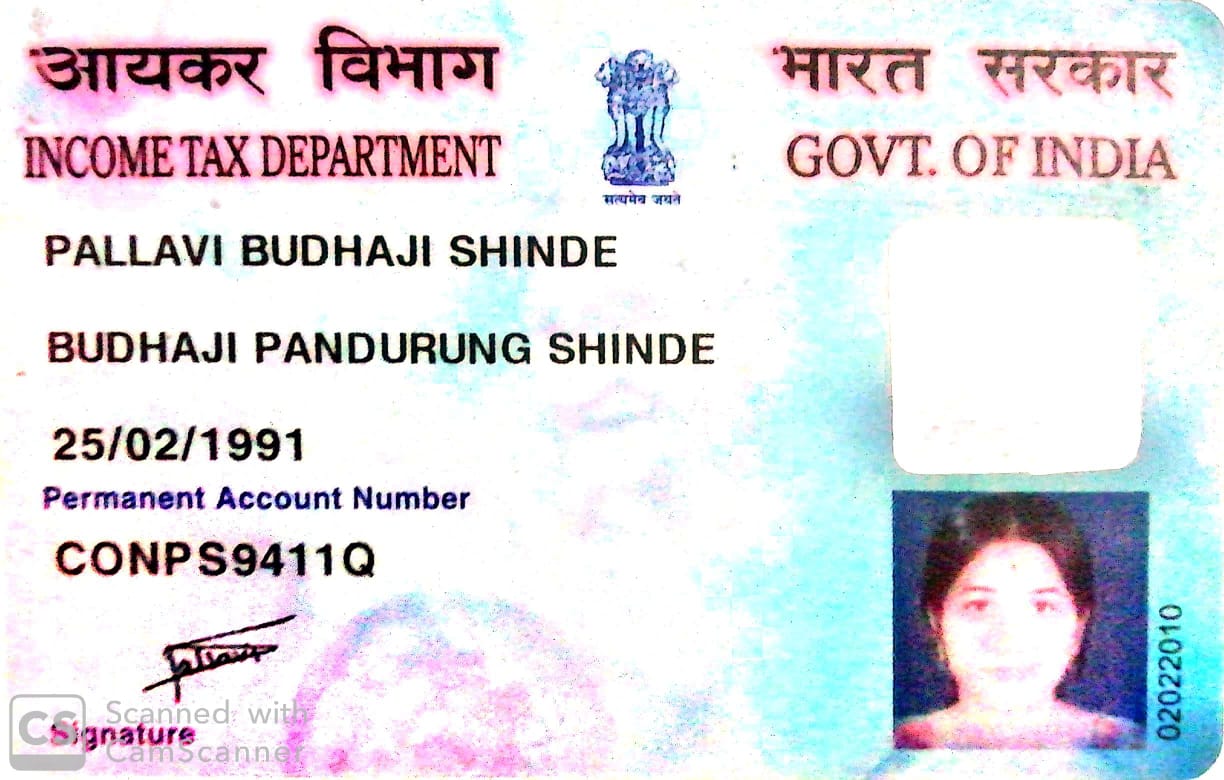 आयकर विभाग
भारत सरकार
INCOME TAX DEPARTMENT
GOVT. OF INDIA
सत्यमेव जयते
PALLAVI BUDHAJI SHINDE
BUDHAJI PANDURUNG SHINDE
25/02/1991
Permanent Account Number
CONPS9411Q
Signature
02022010
CS Scanned with
CamScanner